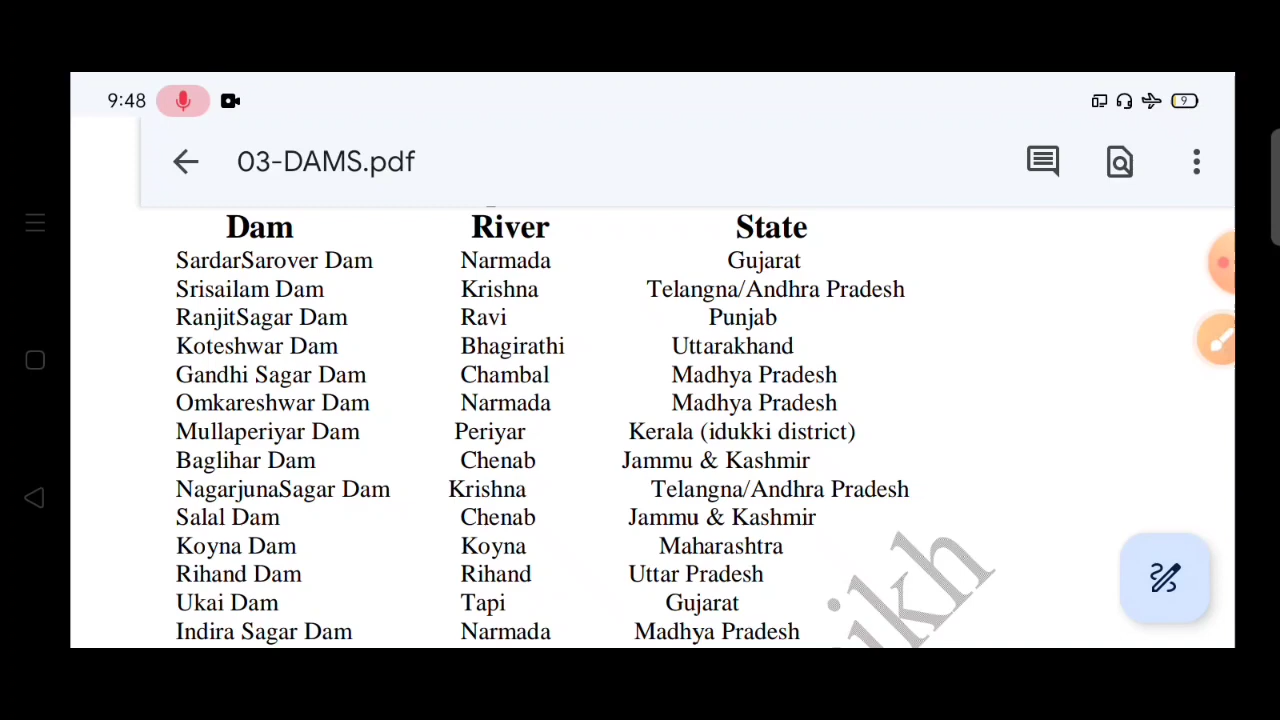 9:48 9
03-DAMS.pdf
Dam River State
SardarSarover Dam Narmada Gujarat
Srisailam Dam Krishna Telangna/Andhra Pradesh
RanjitSagar Dam Ravi Punjab
Koteshwar Dam Bhagirathi Uttarakhand
Gandhi Sagar Dam Chambal Madhya Pradesh
Omkareshwar Dam Narmada Madhya Pradesh
Mullaperiyar Dam Periyar Kerala (idukki district)
Baglihar Dam Chenab Jammu & Kashmir
NagarjunaSagar Dam Krishna Telangna/Andhra Pradesh
Salal Dam Chenab Jammu & Kashmir
Koyna Dam Koyna Maharashtra
Rihand Dam Rihand Uttar Pradesh
Ukai Dam Tapi Gujarat
Indira Sagar Dam Narmada Madhya Pradesh
ikh